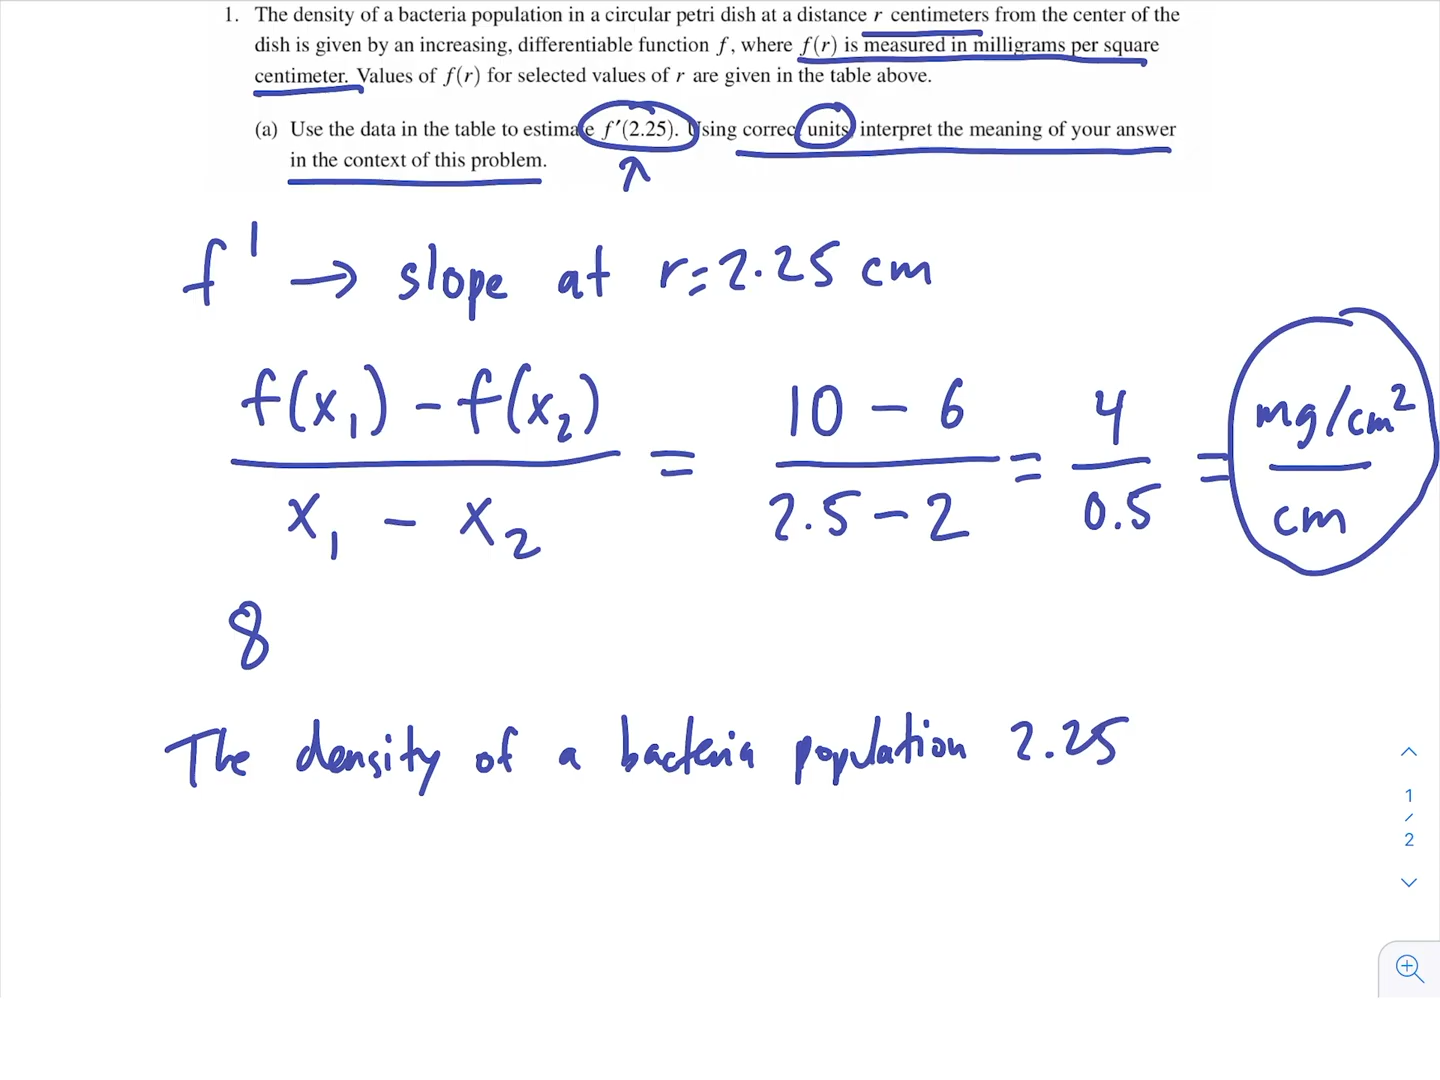 1. The density of a bacteria population in a circular petri dish at a distance r centimeters from the center of the
dish is given by an increasing, differentiable function f, where f(r) is measured in milligrams per square
centimeter. Values of f(r) for selected values of r are given in the table above.
(a) Use the data in the table to estimate f′(2.25). Using correct units, interpret the meaning of your answer
in the context of this problem.
f' → slope at r=2.25 cm
f(x₁) - f(x₂) / x₁ - x₂ = 10 - 6 / 2.5 - 2 = 4 / 0.5 = mg/cm² / cm
8
The density of a bacteria population 2.25
1
/
2